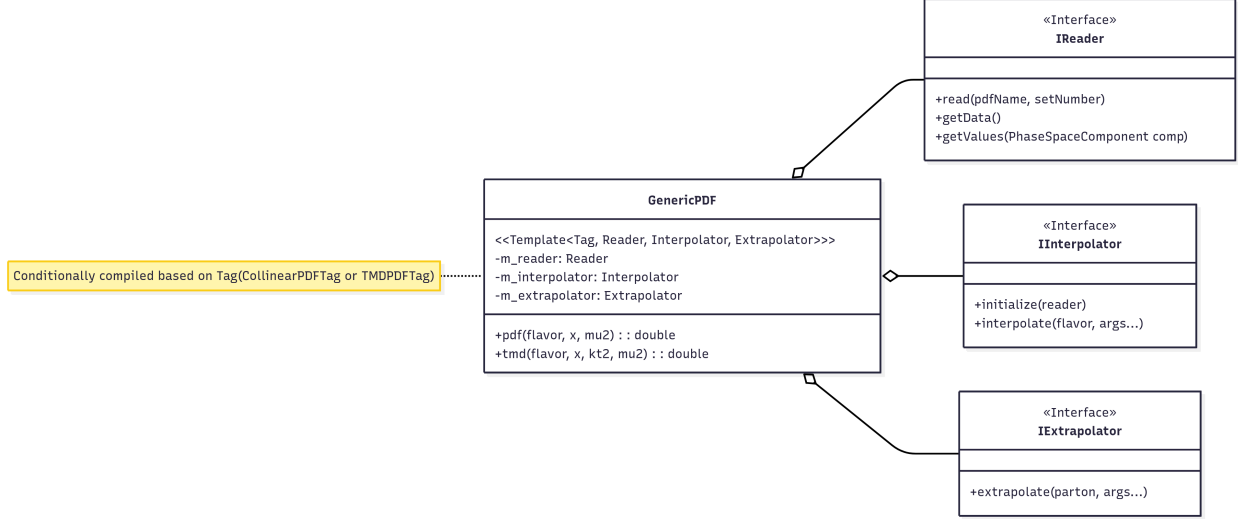 «Interface»
IReader
+read(pdfName, setNumber)
+getData()
+getValues(PhaseSpaceComponent comp)
GenericPDF
<<Template<Tag, Reader, Interpolator, Extrapolator>>>
-m_reader: Reader
-m_interpolator: Interpolator
-m_extrapolator: Extrapolator
+pdf(flavor, x, mu2) : : double
+tmd(flavor, x, kt2, mu2) : : double
Conditionally compiled based on Tag(CollinearPDFTag or TMDPDFTag)
«Interface»
IInterpolator
+initialize(reader)
+interpolate(flavor, args...)
«Interface»
IExtrapolator
+extrapolate(parton, args...)